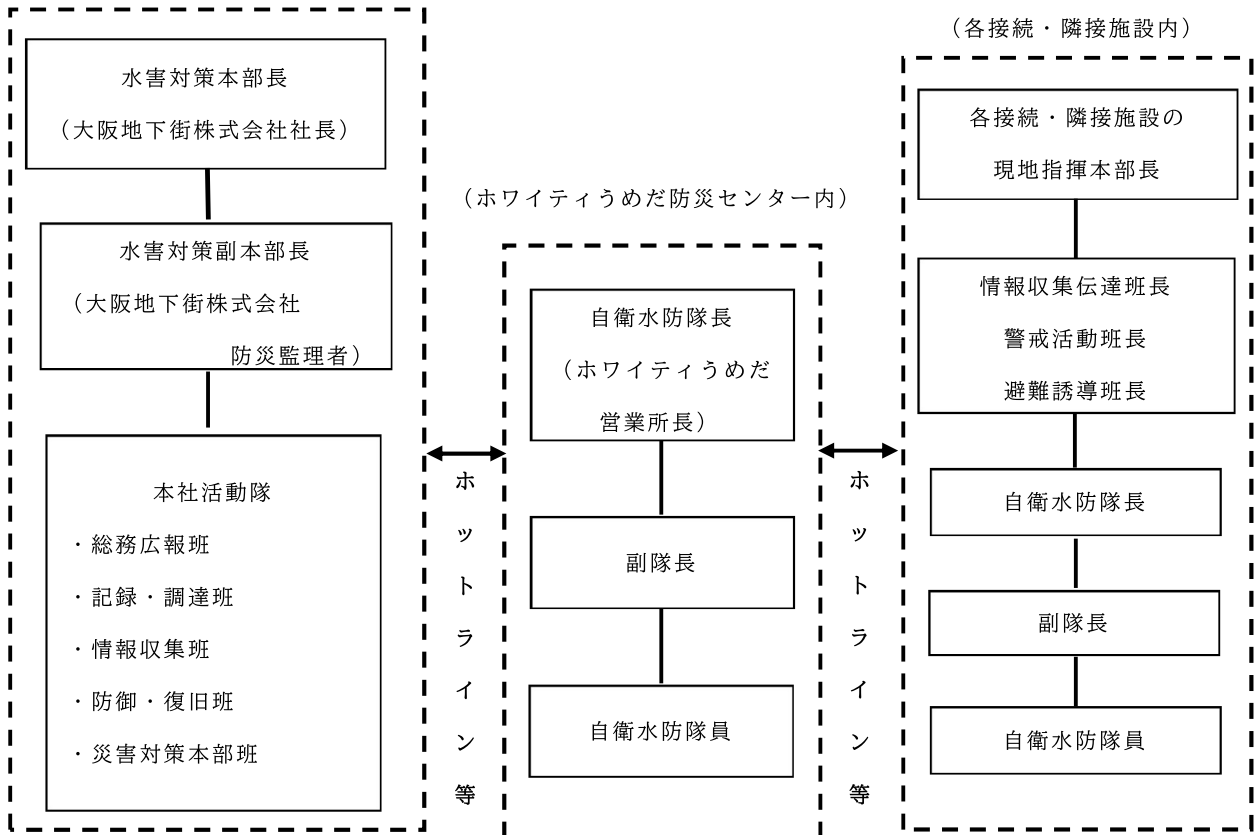 水害対策本部長
（大阪地下街株式会社社長）
水害対策副本部長
（大阪地下街株式会社
防災監理者）
本社活動隊
・総務広報班
・記録・調達班
・情報収集班
・防御・復旧班
・災害対策本部班
ホットライン等
（ホワイティうめだ防災センター内）
自衛水防隊長
（ホワイティうめだ
営業所長）
副隊長
自衛水防隊員
ホットライン等
（各接続・隣接施設内）
各接続・隣接施設の
現地指揮本部長
情報収集伝達班長
警戒活動班長
避難誘導班長
自衛水防隊長
副隊長
自衛水防隊員